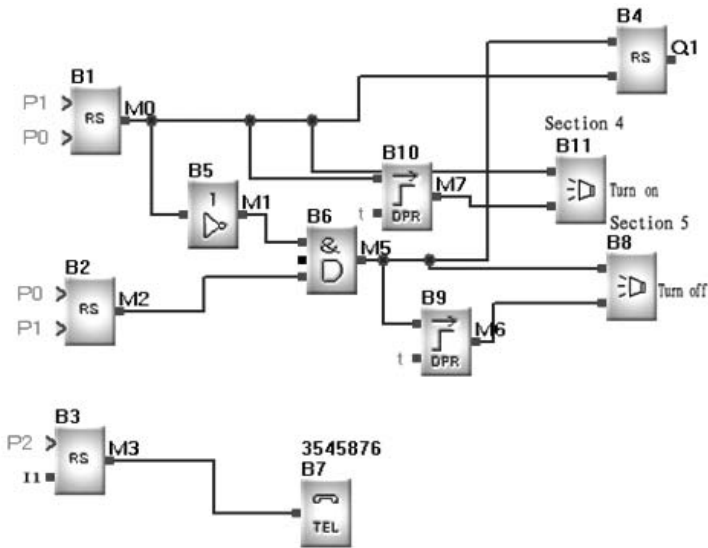 B4
RS
Q1
B1
P1 >
RS
M0
P0 >
Section 4
B11
Turn on
B10
t
DPR
M7
B5
1
M1
B6
&
M5
Section 5
B8
Turn off
B2
P0 >
RS
M2
P1 >
B9
t
DPR
M6
B3
P2 >
RS
M3
I1
3545876
B7
TEL